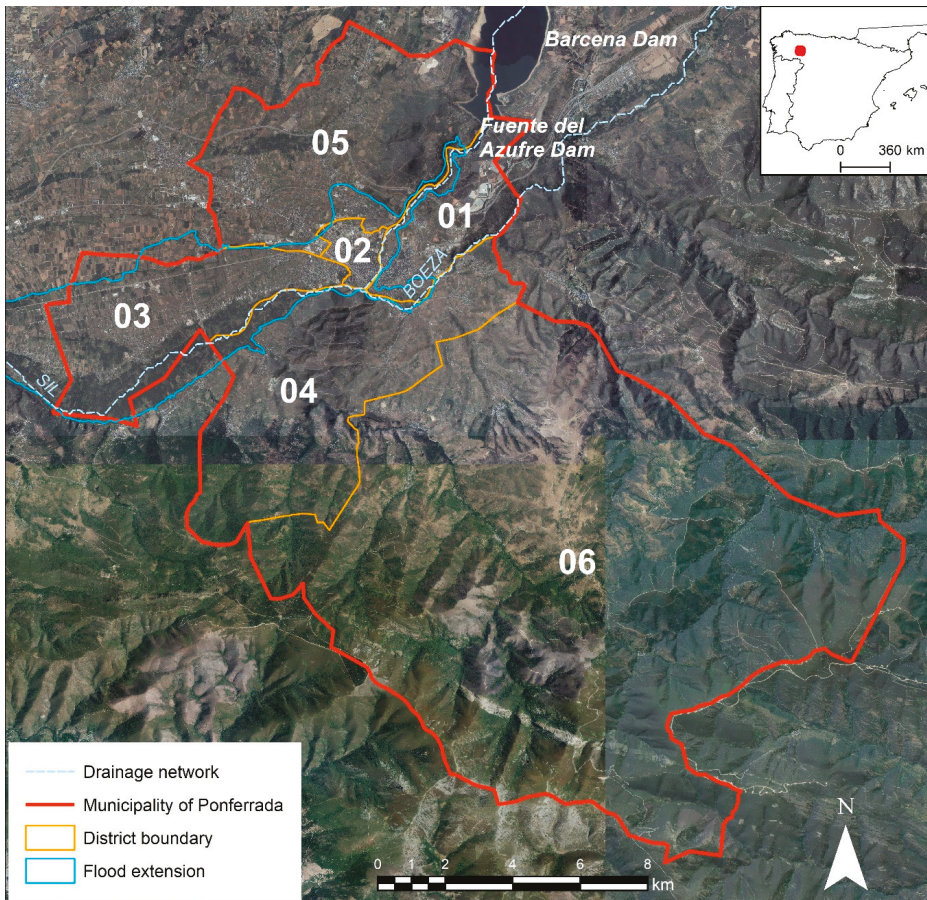 Barcena Dam
Fuente del
Azufre Dam
0 360 km
05
01
02
BOEZA
03
SIL
04
06
Drainage network
Municipality of Ponferrada
District boundary
Flood extension
0 2 4 6 8
km
N